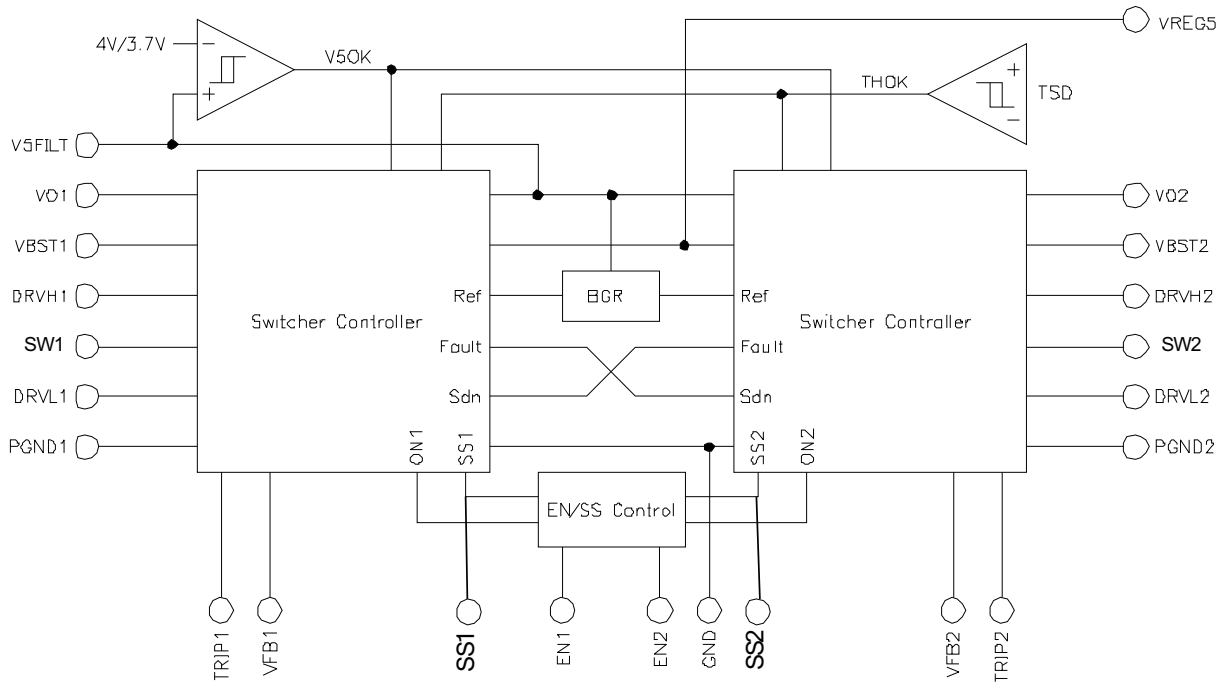 VREG5
4V/3.7V
V5OK
THOK
TSD
V5FILT
VO1
VO2
VBST1
VBST2
DRVH1
Ref
BGR
Ref
DRVH2
Switcher Controller
Switcher Controller
SW1
Fault
Fault
SW2
DRVL1
Sdn
Sdn
DRVL2
PGND1
ON1
SS1
SS2
ON2
PGND2
EN/SS Control
TRIP1
VFB1
SS1
EN1
EN2
GND
SS2
VFB2
TRIP2